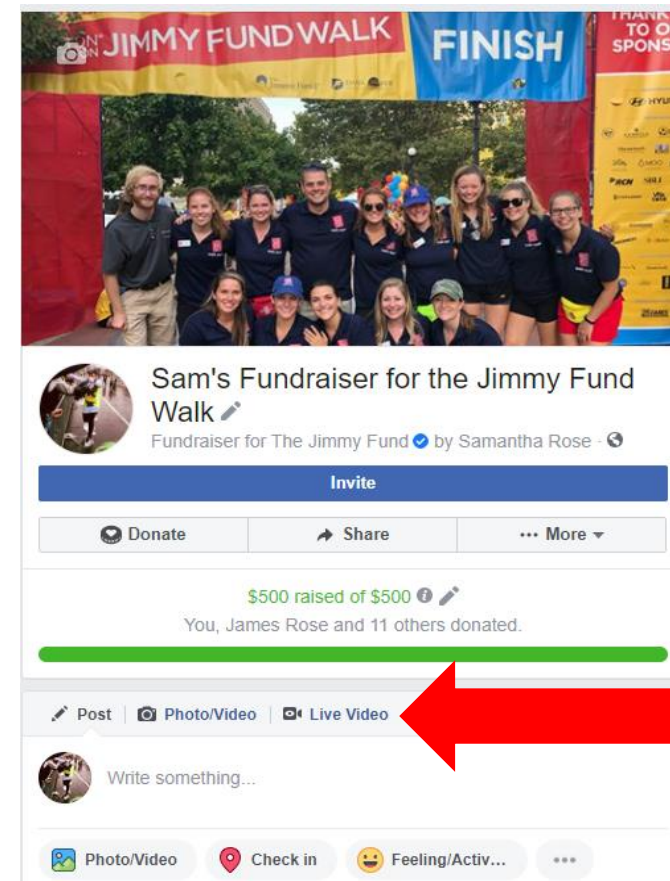 JIMMY FUND WALK
FINISH
TO O
SPONS
Sam's Fundraiser for the Jimmy Fund
Walk
Fundraiser for The Jimmy Fund by Samantha Rose ·
Invite
Donate
Share
··· More
$500 raised of $500
You, James Rose and 11 others donated.
Post
Photo/Video
Live Video
Write something...
Photo/Video
Check in
Feeling/Activ...